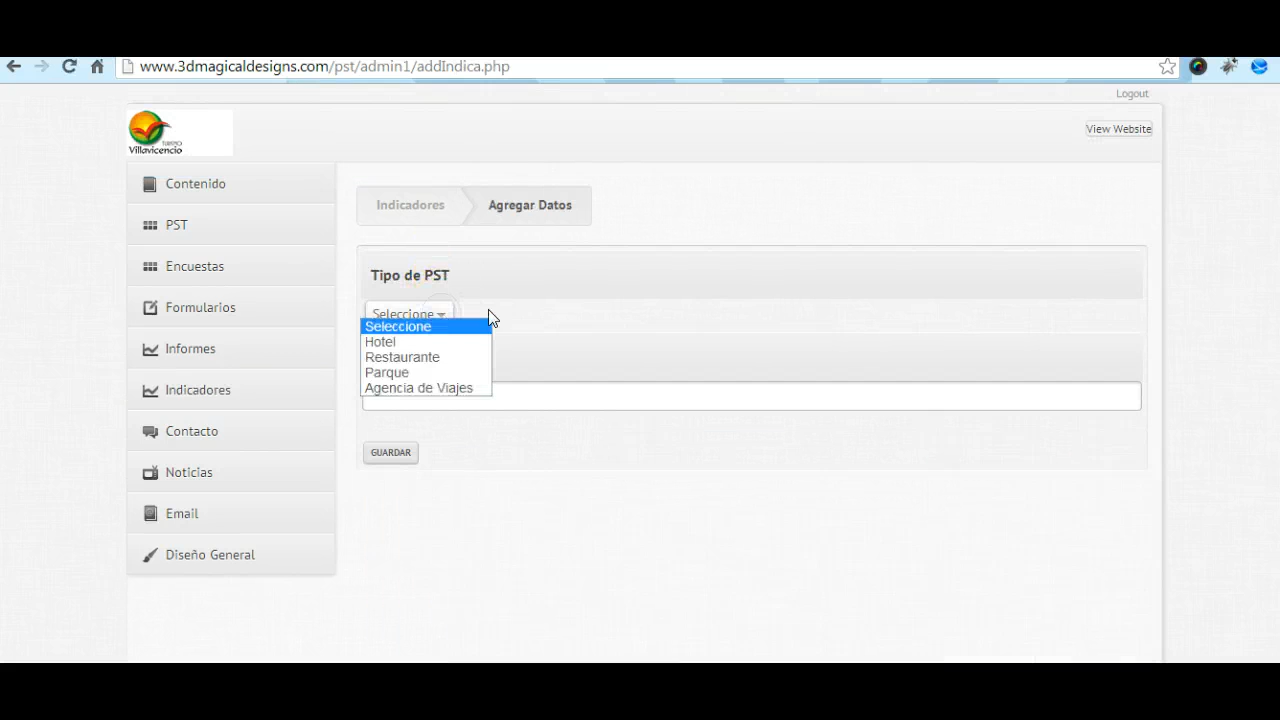 www.3dmagicaldesigns.com/pst/admin1/addIndica.php
Logout
TURISMO
Villavicencio
View Website
Contenido
PST
Encuestas
Formularios
Informes
Indicadores
Contacto
Noticias
Email
Diseño General
Indicadores
Agregar Datos
Tipo de PST
Seleccione
Seleccione
Hotel
Restaurante
Parque
Agencia de Viajes
GUARDAR